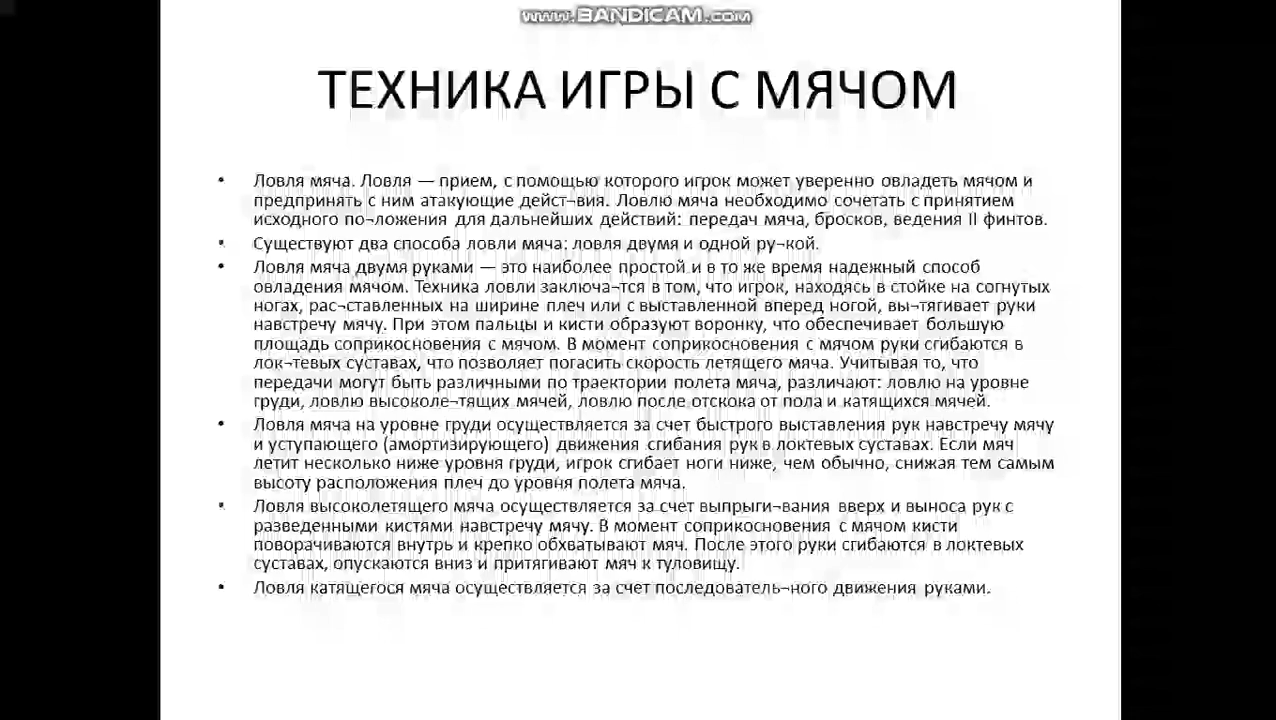 www.BANDICAM.com
ТЕХНИКА ИГРЫ С МЯЧОМ
• Ловля мяча. Ловля — прием, с помощью которого игрок может уверенно овладеть мячом и
предпринять с ним атакующие дейст¬вия. Ловлю мяча необходимо сочетать с принятием
исходного по¬ложения для дальнейших действий: передач мяча, бросков, ведения II финтов.
• Существуют два способа ловли мяча: ловля двумя и одной ру¬кой.
• Ловля мяча двумя руками — это наиболее простой и в то же время надежный способ
овладения мячом. Техника ловли заключа¬тся в том, что игрок, находясь в стойке на согнутых
ногах, рас¬ставленных на ширине плеч или с выставленной вперед ногой, вы¬тягивает руки
навстречу мячу. При этом пальцы и кисти образуют воронку, что обеспечивает большую
площадь соприкосновения с мячом. В момент соприкосновения с мячом руки сгибаются в
лок¬тевых суставах, что позволяет погасить скорость летящего мяча. Учитывая то, что
передачи могут быть различными по траектории полета мяча, различают: ловлю на уровне
груди, ловлю высоколе¬тящих мячей, ловлю после отскока от пола и катящихся мячей.
• Ловля мяча на уровне груди осуществляется за счет быстрого выставления рук навстречу мячу
и уступающего (амортизирующего) движения сгибания рук в локтевых суставах. Если мяч
летит несколько ниже уровня груди, игрок сгибает ноги ниже, чем обычно, снижая тем самым
высоту расположения плеч до уровня полета мяча.
• Ловля высоколетящего мяча осуществляется за счет выпрыги¬вания вверх и выноса рук с
разведенными кистями навстречу мячу. В момент соприкосновения с мячом кисти
поворачиваются внутрь и крепко обхватывают мяч. После этого руки сгибаются в локтевых
суставах, опускаются вниз и притягивают мяч к туловищу.
• Ловля катящегося мяча осуществляется за счет последователь¬ного движения руками.